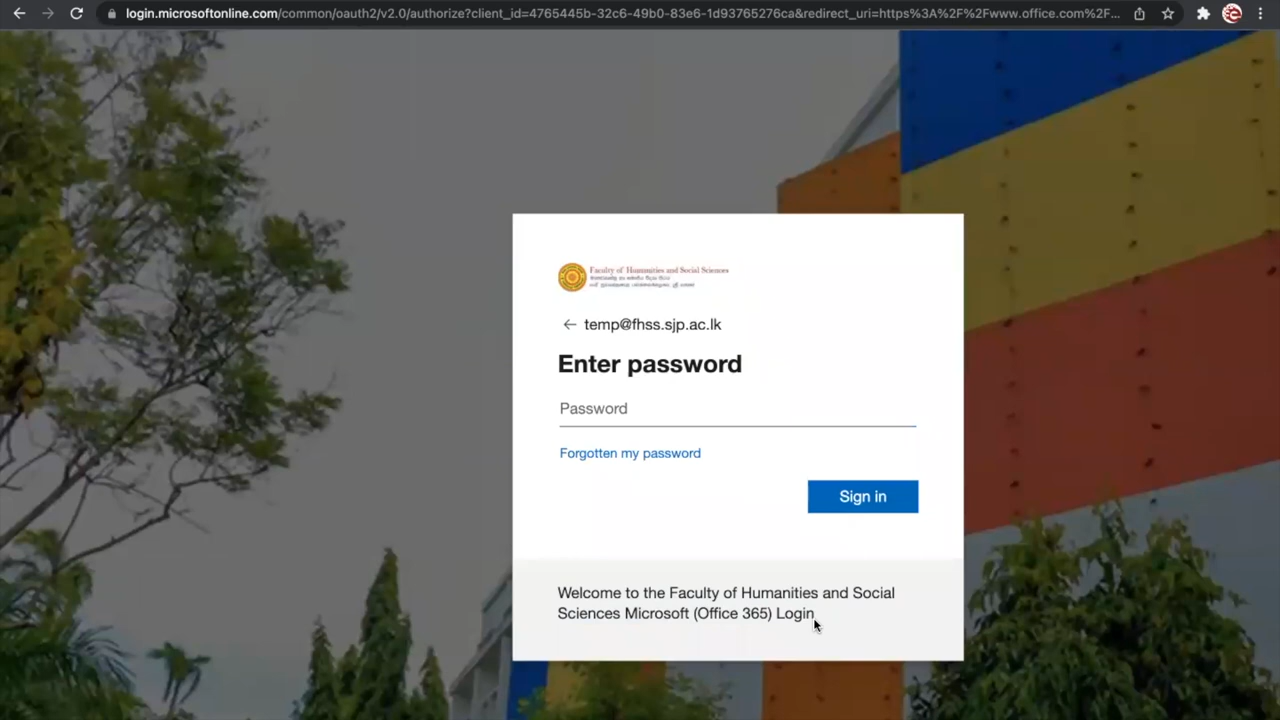 login.microsoftonline.com/common/oauth2/v2.0/authorize?client_id=4765445b-32c6-49b0-83e6-1d93765276ca&redirect_uri=https%3A%2F%2Fwww.office.com%2F...
Faculty of Humanities and Social Sciences
temp@fhss.sjp.ac.lk
Enter password
Password
Forgotten my password
Sign in
Welcome to the Faculty of Humanities and Social
Sciences Microsoft (Office 365) Login